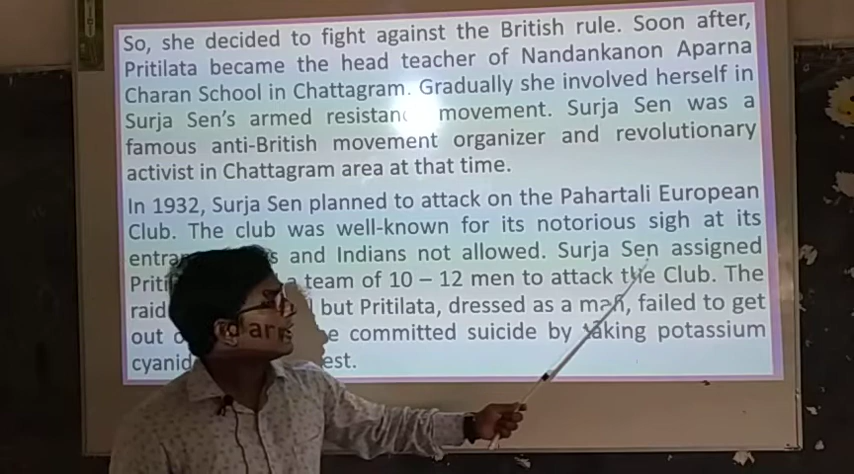 So, she decided to fight against the British rule. Soon after,
Pritilata became the head teacher of Nandankanon Aparna
Charan School in Chattagram. Gradually she involved herself in
Surja Sen's armed movement. Surja Sen was a
famous anti-British movement organizer and revolutionary
activist in Chattagram area at that time.
In 1932, Surja Sen planned to attack on the Pahartali European
Club. The club was well-known for its notorious sigh at its
and Indians not allowed. Surja Sen assigned
a team of 10 – 12 men to attack the Club. The
raid but Pritilata, dressed as a man, failed to get
out committed suicide by taking potassium